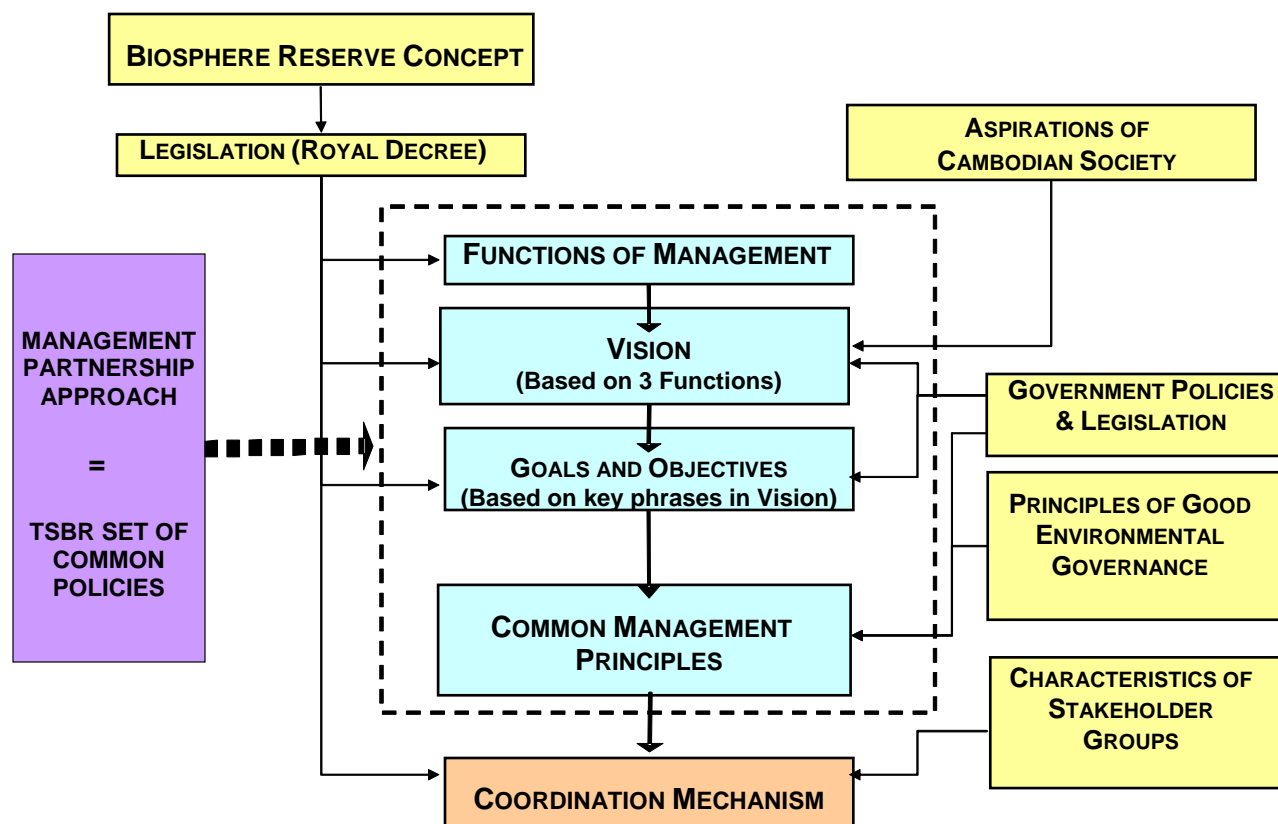 BIOSPHERE RESERVE CONCEPT
LEGISLATION (ROYAL DECREE)
ASPIRATIONS OF
CAMBODIAN SOCIETY
FUNCTIONS OF MANAGEMENT
MANAGEMENT
PARTNERSHIP
APPROACH
=
TSBR SET OF
COMMON
POLICIES
VISION
(Based on 3 Functions)
GOALS AND OBJECTIVES
(Based on key phrases in Vision)
COMMON MANAGEMENT
PRINCIPLES
GOVERNMENT POLICIES
& LEGISLATION
PRINCIPLES OF GOOD
ENVIRONMENTAL
GOVERNANCE
CHARACTERISTICS OF
STAKEHOLDER
GROUPS
COORDINATION MECHANISM